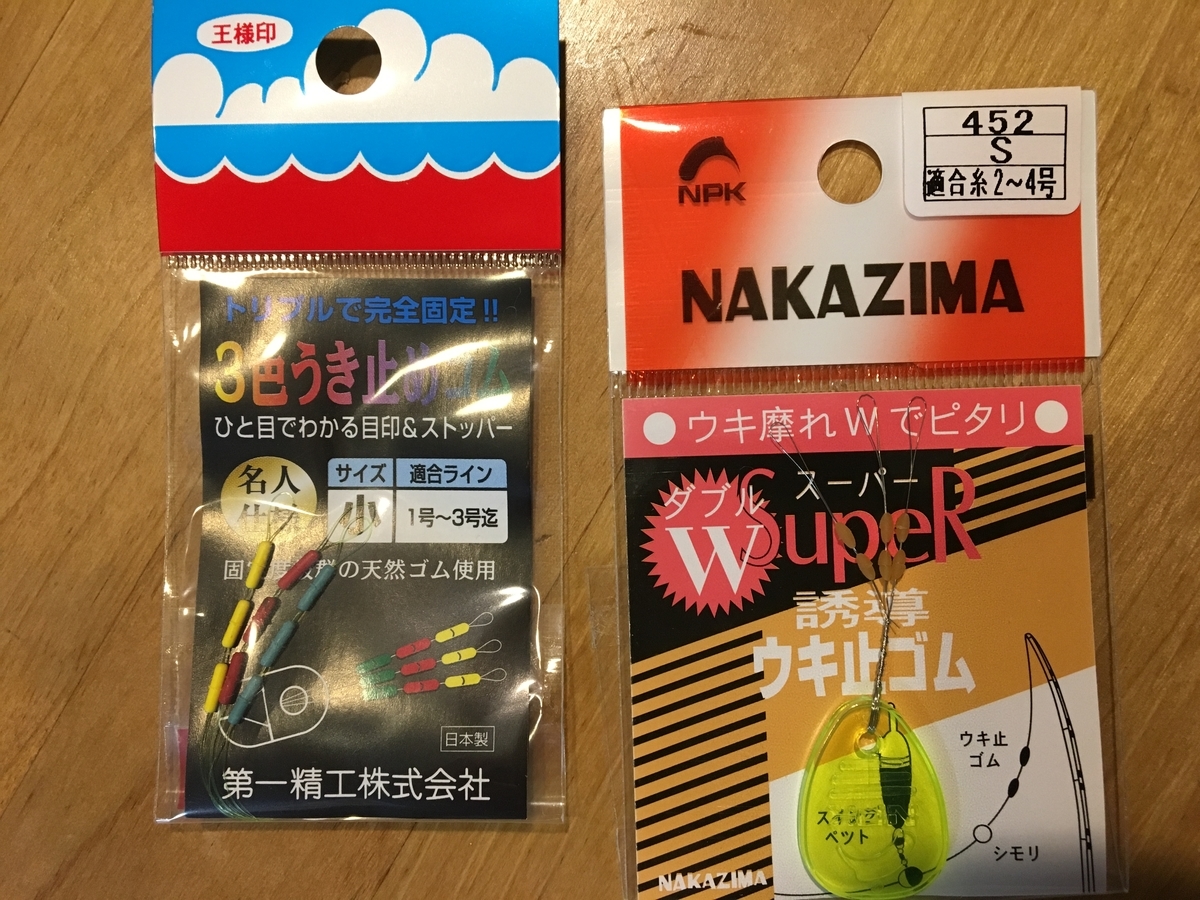 王様印
トリプルで完全固定!!
3色うき止めゴム
ひと目でわかる目印&ストッパー
名人
サイズ
適合ライン
小
1号～3号迄
の天然ゴム使用
日本製
第一精工株式会社
452
S
適合糸2～4号
NPK
NAKAZIMA
●ウキ摩れWでピタリ●
ダブル
W
スーパー
SupeR
誘導
ウキ止ゴム
ウキ止
ゴム
シモリ
ペット
NAKAZIMA